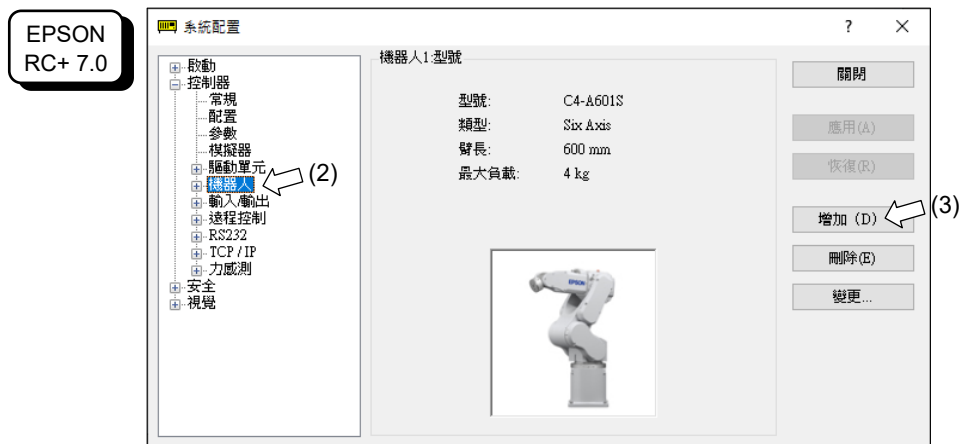 EPSON
RC+ 7.0
系統配置
?
啟動
控制器
常規
配置
參數
模擬器
驅動單元
機器人
(2)
輸入/輸出
遠程控制
RS232
TCP / IP
力感測
安全
視覺
機器人1:型號
型號: C4-A601S
類型: Six Axis
臂長: 600 mm
最大負載: 4 kg
EPSON
關閉
應用(A)
恢復(R)
增加 (D)
(3)
刪除(E)
變更...